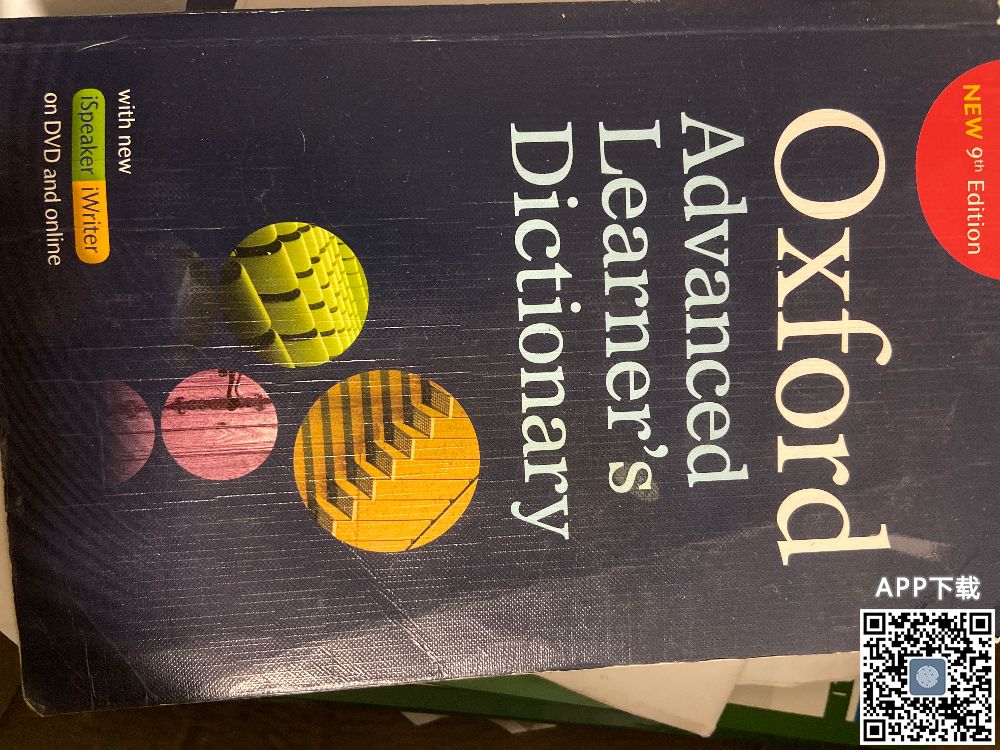 NEW 9th Edition
Oxford
Advanced
Learner's
Dictionary
with new
iSpeaker iWriter
on DVD and online
APP下载